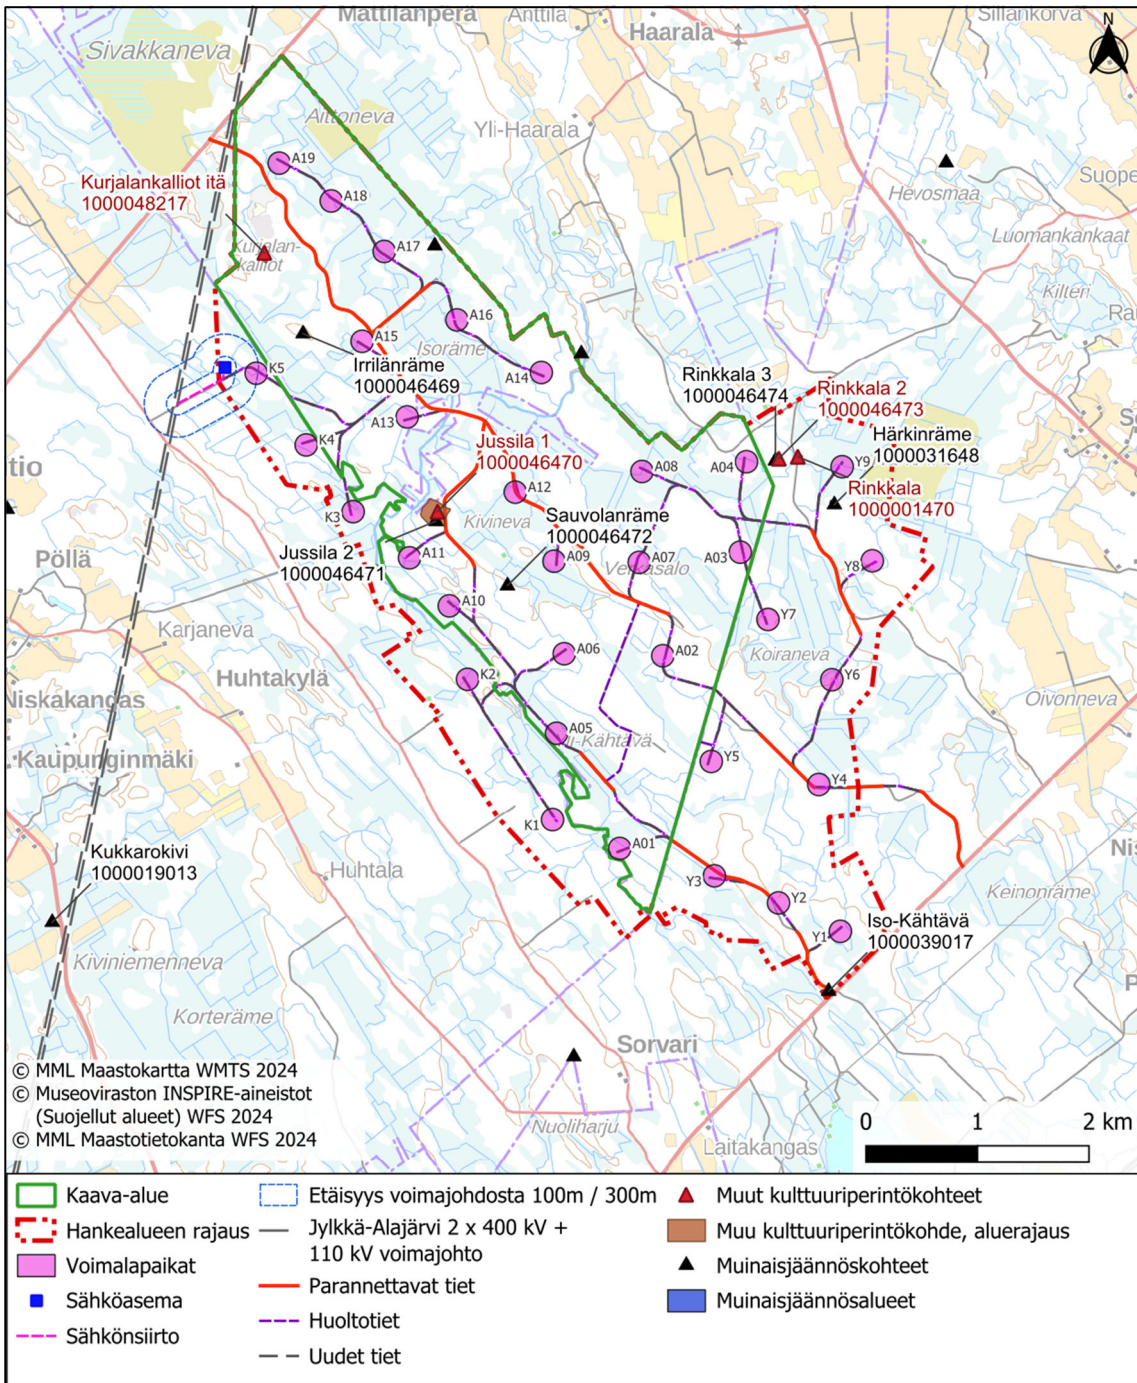 Mattilanperä
Anttila
Sillankorva
Haarala
N
Sivakkaneva
Aittoneva
Yli-Haarala
A19
Kurjalankalliot itä
1000048217
A18
Hevosmaa
Kurjalan-
kalliot
A17
Luomankankaat
Kilteri
A16
A15
Isoräme
Irrilänräme
1000046469
A14
K5
Rinkkala 3
1000046474
Rinkkala 2
1000046473
A13
Härkinräme
1000031648
K4
Jussila 1
1000046470
A08
A04
Y9
Rinkkala
1000001470
tio
A12
K3
Kivineva
Sauvolanräme
1000046472
Jussila 2
1000046471
A11
A09
A07
A03
Y8
Pöllä
A10
Y7
Karjaneva
A06
A02
Koiraneva
Huhtakylä
K2
Y6
Niskakangas
Oivonneva
A05
Kaupunginmäki
Y5
Y4
K1
Kukkarokivi
1000019013
A01
Huhtala
Y3
Keinonräme
Y2
Iso-Kähtävä
1000039017
Y1
Kiviniemenneva
Korteräme
Sorvari
© MML Maastokartta WMTS 2024
© Museoviraston INSPIRE-aineistot
(Suojellut alueet) WFS 2024
© MML Maastotietokanta WFS 2024
Nuoliharju
Laitakangas
0 1 2 km
Kaava-alue
Hankealueen rajaus
Voimalapaikat
Sähköasema
Sähkönsiirto
Etäisyys voimajohdosta 100m / 300m
Jylkkä-Alajärvi 2 x 400 kV +
110 kV voimajohto
Parannettavat tiet
Huoltotiet
Uudet tiet
Muut kulttuuriperintökohteet
Muu kulttuuriperintökohde, aluerajaus
Muinaisjäännöskohteet
Muinaisjäännösalueet